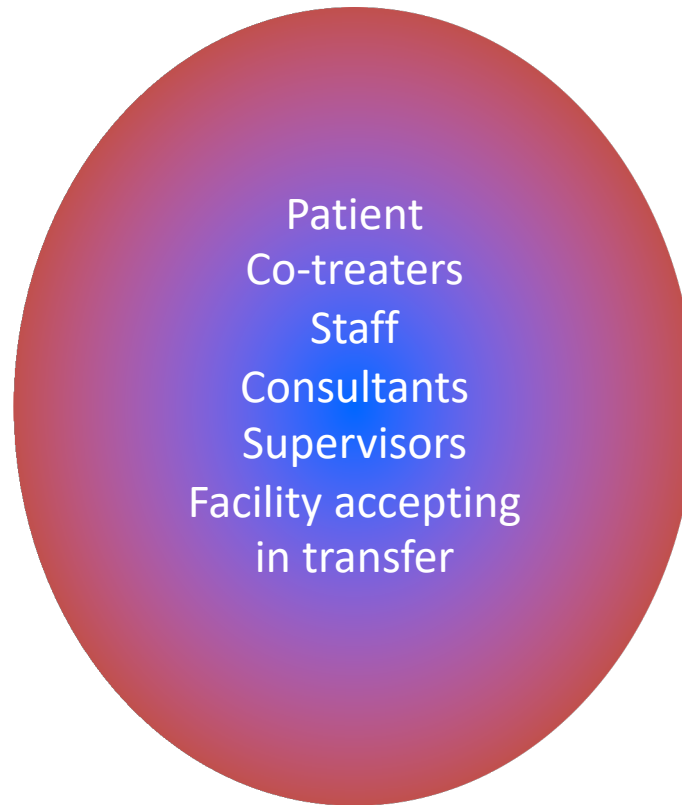 Patient
Co-treaters
Staff
Consultants
Supervisors
Facility accepting
in transfer